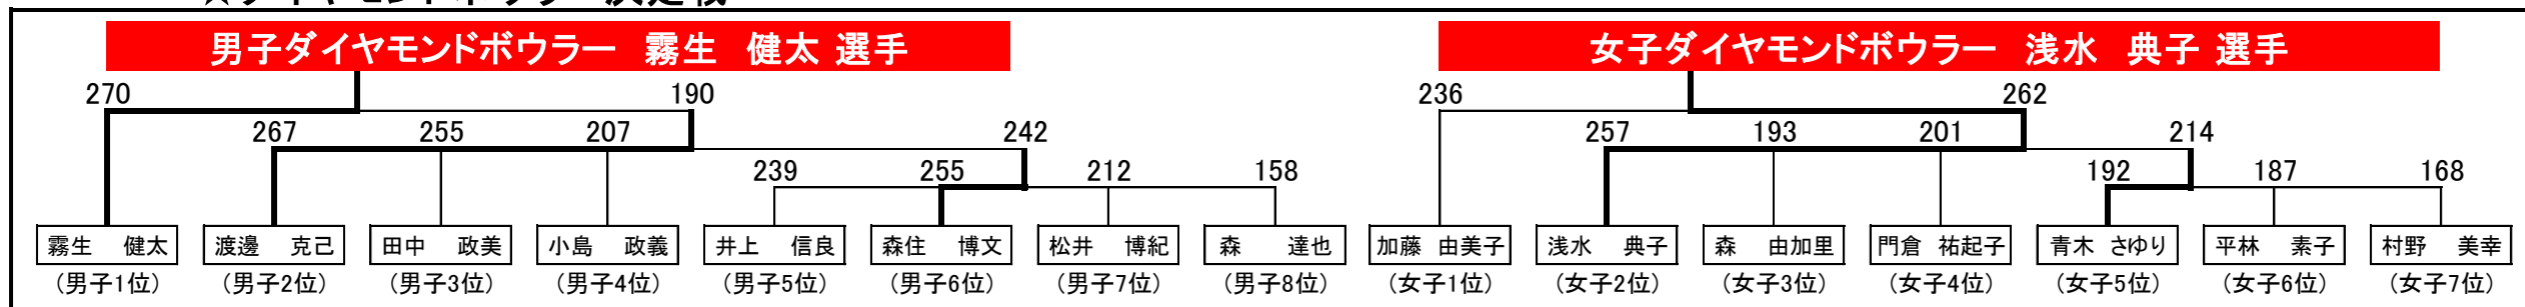 男子ダイヤモンドボウラー　霧生　健太 選手
女子ダイヤモンドボウラー　浅水　典子 選手
270 190 236 262
267 255 207 242 257 193 201 214
239 255 212 158 192 187 168
霧生　健太 渡邊　克己 田中　政美 小島　政義 井上　信良 森住　博文 松井　博紀 森　達也 加藤 由美子 浅水　典子 森　由加里 門倉 祐起子 青木 さゆり 平林　素子 村野　美幸
(男子1位) (男子2位) (男子3位) (男子4位) (男子5位) (男子6位) (男子7位) (男子8位) (女子1位) (女子2位) (女子3位) (女子4位) (女子5位) (女子6位) (女子7位)